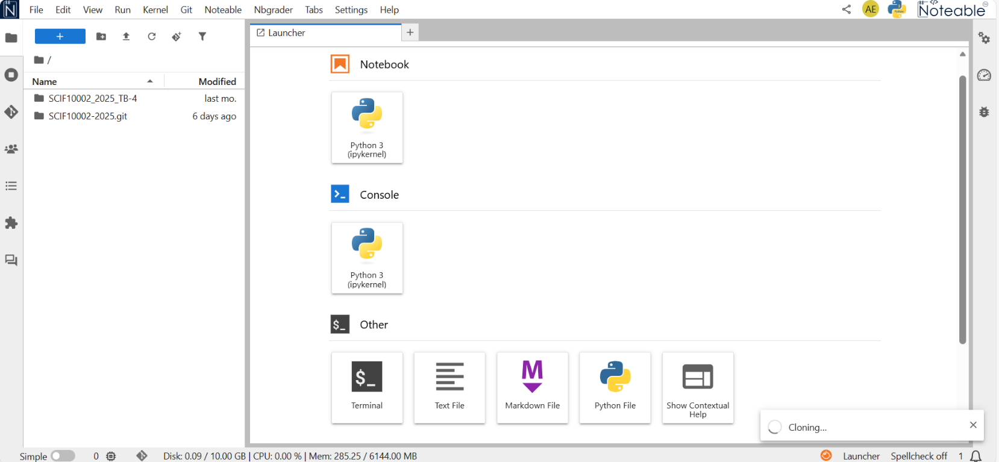 File Edit View Run Kernel Git Noteable Nbgrader Tabs Settings Help
AE
Noteable
+
Launcher
+
/
Name
Modified
SCIF10002_2025_TB-4 last mo.
SCIF10002-2025.git 6 days ago
Notebook
Python 3
(ipykernel)
>_ Console
Python 3
(ipykernel)
$_ Other
$_
M
Terminal
Text File
Markdown File
Python File
Show Contextual
Help
Cloning...
Simple 0 Disk: 0.09 / 10.00 GB | CPU: 0.00 % | Mem: 285.25 / 6144.00 MB Launcher Spellcheck off 1